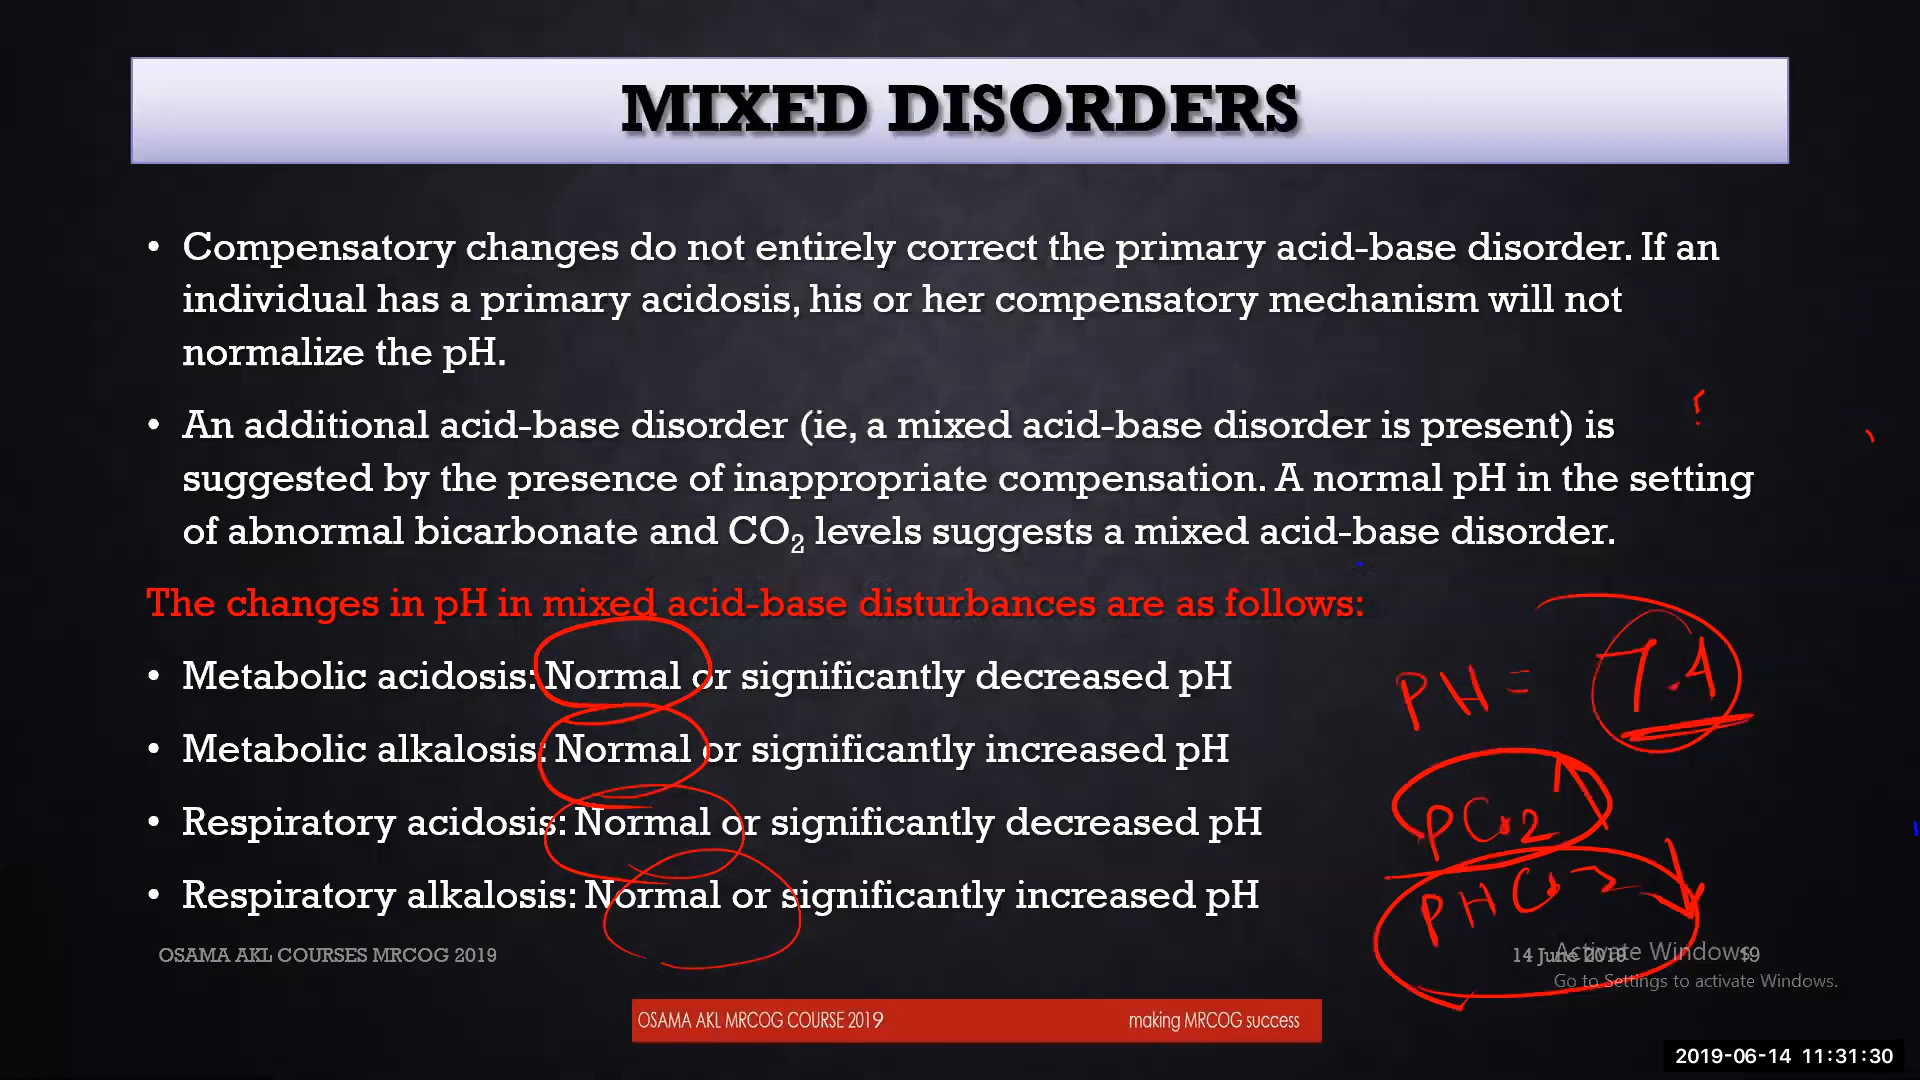 MIXED DISORDERS
• Compensatory changes do not entirely correct the primary acid-base disorder. If an
individual has a primary acidosis, his or her compensatory mechanism will not
normalize the pH.
• An additional acid-base disorder (ie, a mixed acid-base disorder is present) is
suggested by the presence of inappropriate compensation. A normal pH in the setting
of abnormal bicarbonate and CO₂ levels suggests a mixed acid-base disorder.
The changes in pH in mixed acid-base disturbances are as follows:
• Metabolic acidosis: Normal or significantly decreased pH
• Metabolic alkalosis: Normal or significantly increased pH
• Respiratory acidosis: Normal or significantly decreased pH
• Respiratory alkalosis: Normal or significantly increased pH
PH = 7.4
PCo2 ↑
PHCo3 ↓
OSAMA AKL COURSES MRCOG 2019
14 June 2019
19
Activate Windows
Go to Settings to activate Windows.
OSAMA AKL MRCOG COURSE 2019
making MRCOG success
2019-06-14 11:31:30